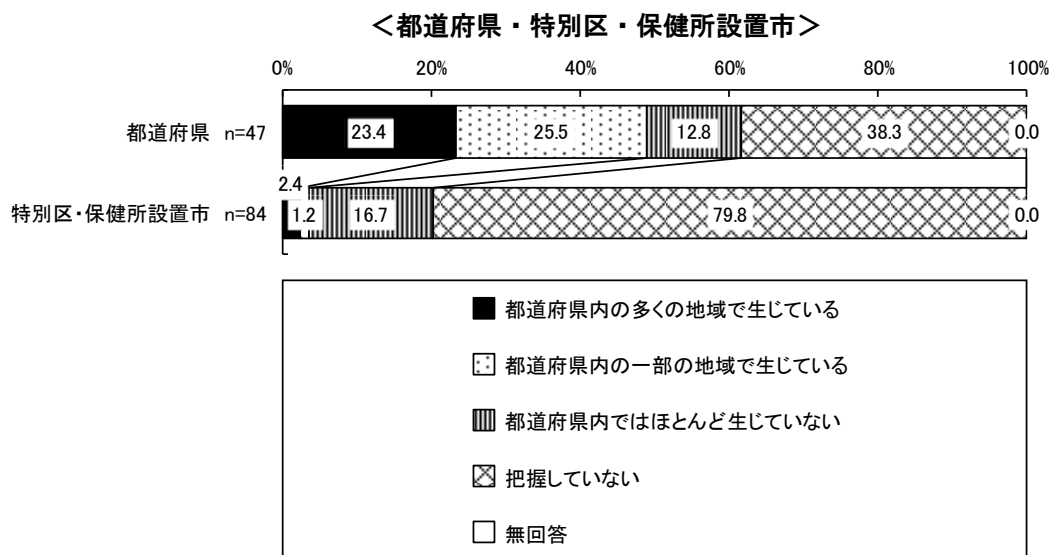 ＜都道府県・特別区・保健所設置市＞
0% 20% 40% 60% 80% 100%
都道府県 n=47 23.4 25.5 12.8 38.3 0.0
2.4
特別区・保健所設置市 n=84 1.2 16.7 79.8 0.0
都道府県内の多くの地域で生じている
都道府県内の一部の地域で生じている
都道府県内ではほとんど生じていない
把握していない
無回答